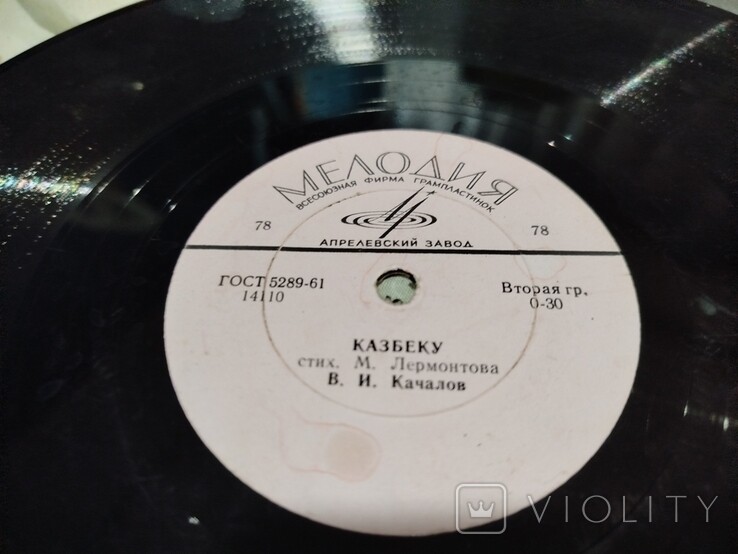 МЕЛОДИЯ
ВСЕСОЮЗНАЯ ФИРМА ГРАМПЛАСТИНОК
78 78
АПРЕЛЕВСКИЙ ЗАВОД
ГОСТ 5289-61 Вторая гр.
14110 0-30
КАЗБЕКУ
стих. М. Лермонтова
В. И. Качалов
VIOLITY